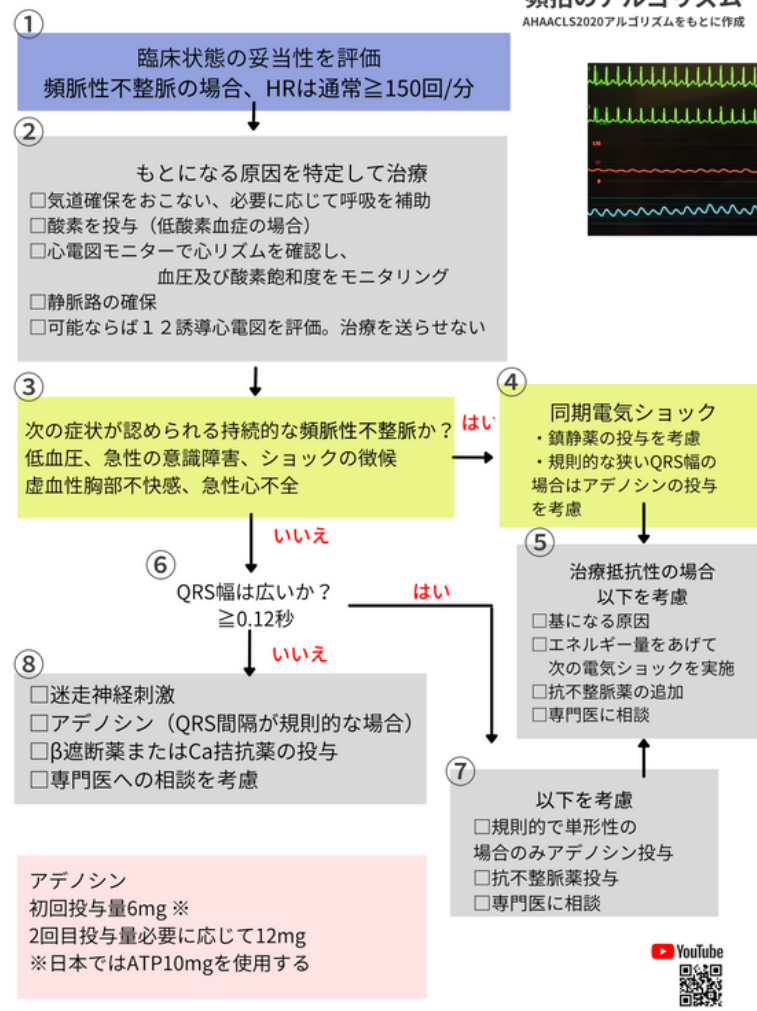 頻拍のアルゴリズム
AHAACLS2020アルゴリズムをもとに作成
①
臨床状態の妥当性を評価
頻脈性不整脈の場合、HRは通常≧150回/分
②
もとになる原因を特定して治療
□気道確保をおこない、必要に応じて呼吸を補助
□酸素を投与（低酸素血症の場合）
□心電図モニターで心リズムを確認し、
血圧及び酸素飽和度をモニタリング
□静脈路の確保
□可能ならば１２誘導心電図を評価。治療を送らせない
③
次の症状が認められる持続的な頻脈性不整脈か？
低血圧、急性の意識障害、ショックの徴候
虚血性胸部不快感、急性心不全
はい
④
同期電気ショック
・鎮静薬の投与を考慮
・規則的な狭いQRS幅の
場合はアデノシンの投与
を考慮
いいえ
⑤
治療抵抗性の場合
以下を考慮
□基になる原因
□エネルギー量をあげて
次の電気ショックを実施
□抗不整脈薬の追加
□専門医に相談
⑥
QRS幅は広いか？
≧0.12秒
はい
いいえ
⑧
□迷走神経刺激
□アデノシン（QRS間隔が規則的な場合）
□β遮断薬またはCa拮抗薬の投与
□専門医への相談を考慮
⑦
以下を考慮
□規則的で単形性の
場合のみアデノシン投与
□抗不整脈薬投与
□専門医に相談
アデノシン
初回投与量6mg ※
2回目投与量必要に応じて12mg
※日本ではATP10mgを使用する
YouTube